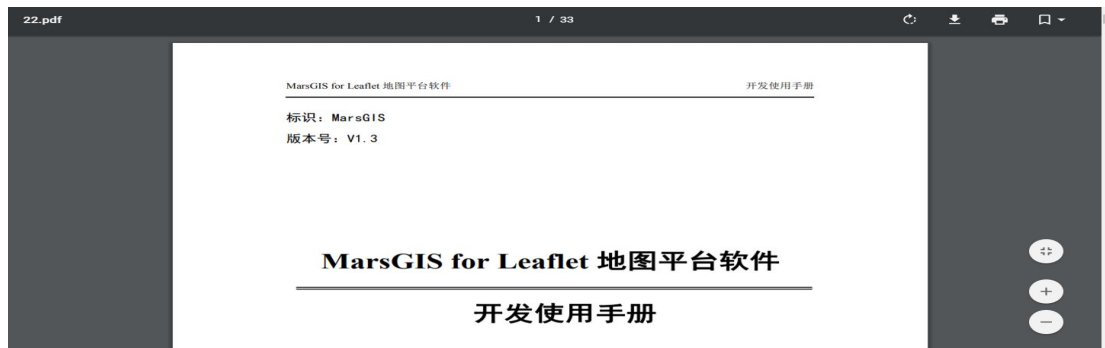 22.pdf 1 / 33
MarsGIS for Leaflet 地图平台软件 开发使用手册
标识：MarsGIS
版本号：V1.3
MarsGIS for Leaflet 地图平台软件
开发使用手册